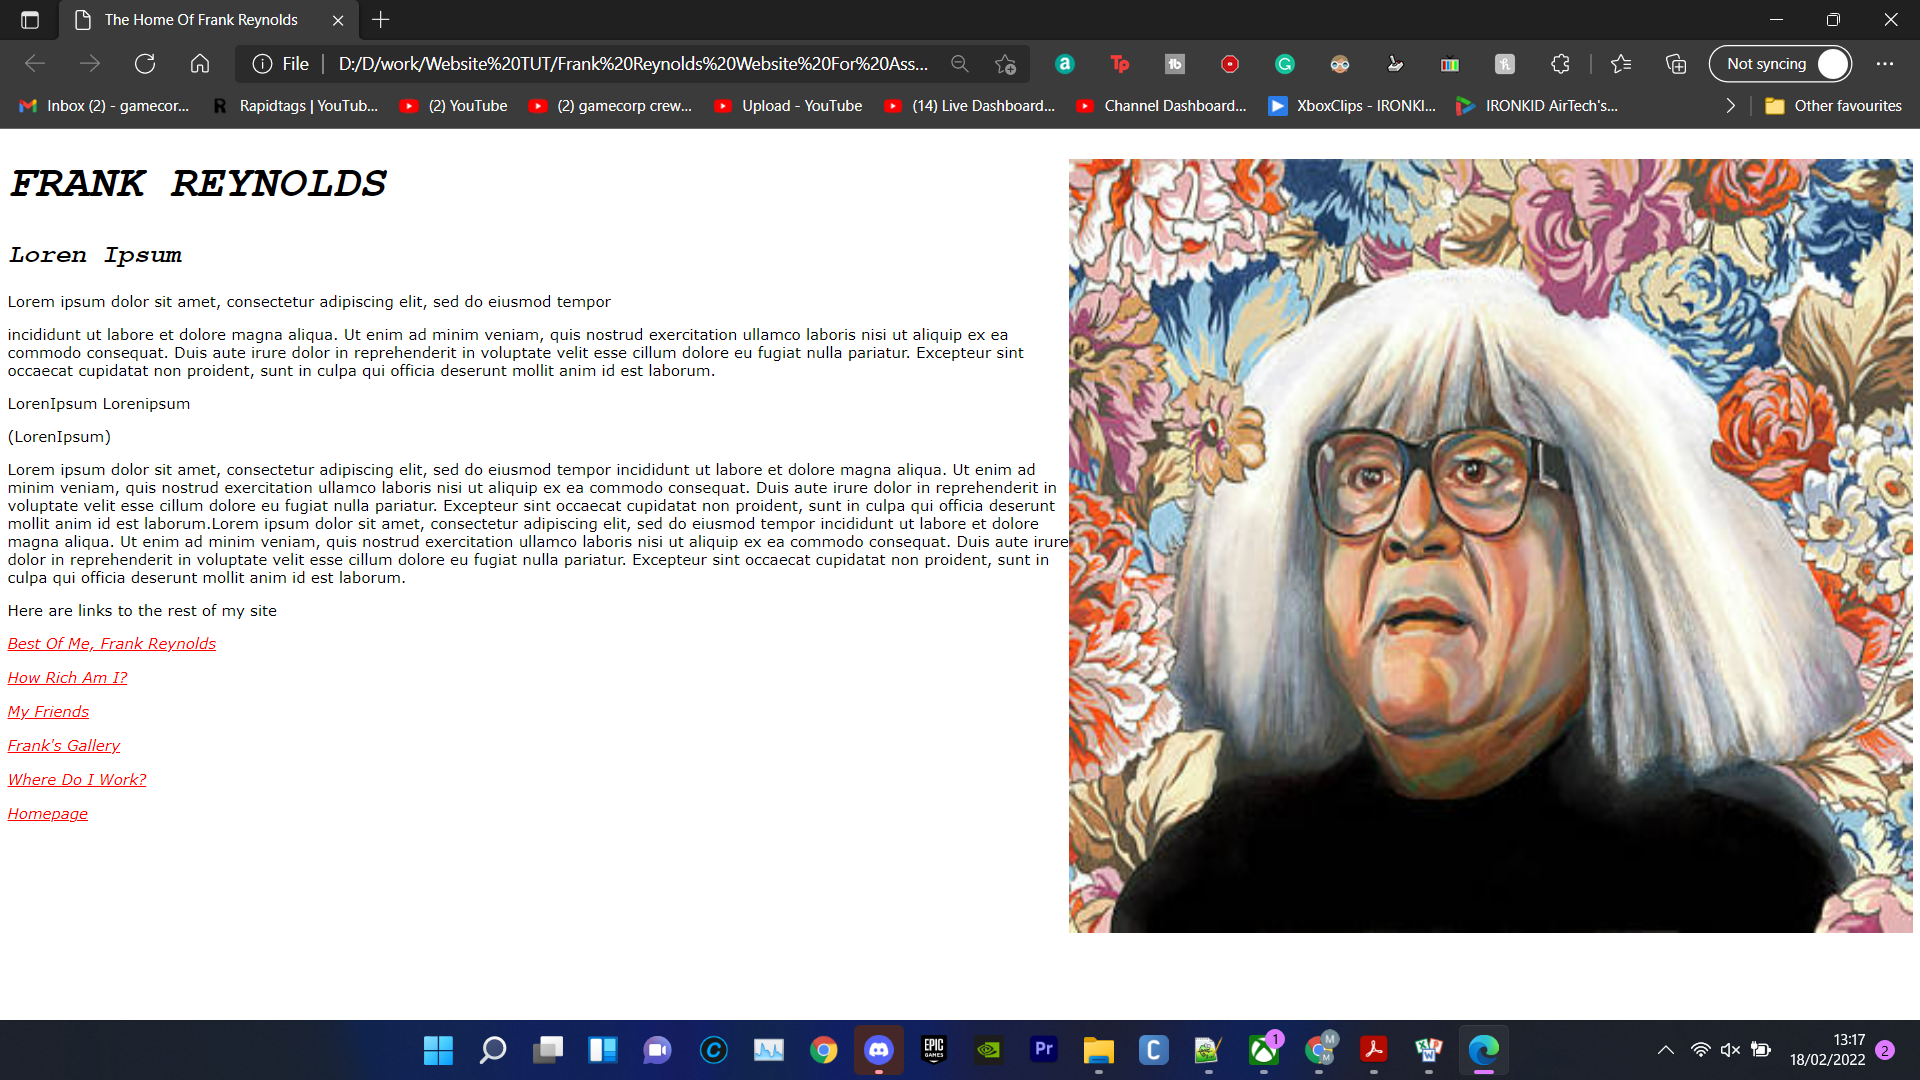 The Home Of Frank Reynolds
File
D:/D/work/Website%20TUT/Frank%20Reynolds%20Website%20For%20Ass...
Not syncing
Inbox (2) - gamecor...
Rapidtags | YouTub...
(2) YouTube
(2) gamecorp crew...
Upload - YouTube
(14) Live Dashboard...
Channel Dashboard...
XboxClips - IRONKI...
IRONKID AirTech's...
Other favourites
FRANK REYNOLDS
Loren Ipsum
Lorem ipsum dolor sit amet, consectetur adipiscing elit, sed do eiusmod tempor
incididunt ut labore et dolore magna aliqua. Ut enim ad minim veniam, quis nostrud exercitation ullamco laboris nisi ut aliquip ex ea
commodo consequat. Duis aute irure dolor in reprehenderit in voluptate velit esse cillum dolore eu fugiat nulla pariatur. Excepteur sint
occaecat cupidatat non proident, sunt in culpa qui officia deserunt mollit anim id est laborum.
LorenIpsum Lorenipsum
(LorenIpsum)
Lorem ipsum dolor sit amet, consectetur adipiscing elit, sed do eiusmod tempor incididunt ut labore et dolore magna aliqua. Ut enim ad
minim veniam, quis nostrud exercitation ullamco laboris nisi ut aliquip ex ea commodo consequat. Duis aute irure dolor in reprehenderit in
voluptate velit esse cillum dolore eu fugiat nulla pariatur. Excepteur sint occaecat cupidatat non proident, sunt in culpa qui officia deserunt
mollit anim id est laborum.Lorem ipsum dolor sit amet, consectetur adipiscing elit, sed do eiusmod tempor incididunt ut labore et dolore
magna aliqua. Ut enim ad minim veniam, quis nostrud exercitation ullamco laboris nisi ut aliquip ex ea commodo consequat. Duis aute irure
dolor in reprehenderit in voluptate velit esse cillum dolore eu fugiat nulla pariatur. Excepteur sint occaecat cupidatat non proident, sunt in
culpa qui officia deserunt mollit anim id est laborum.
Here are links to the rest of my site
Best Of Me, Frank Reynolds
How Rich Am I?
My Friends
Frank's Gallery
Where Do I Work?
Homepage
EPIC
GAMES
Pr
C
1
M
M
13:17
18/02/2022
2